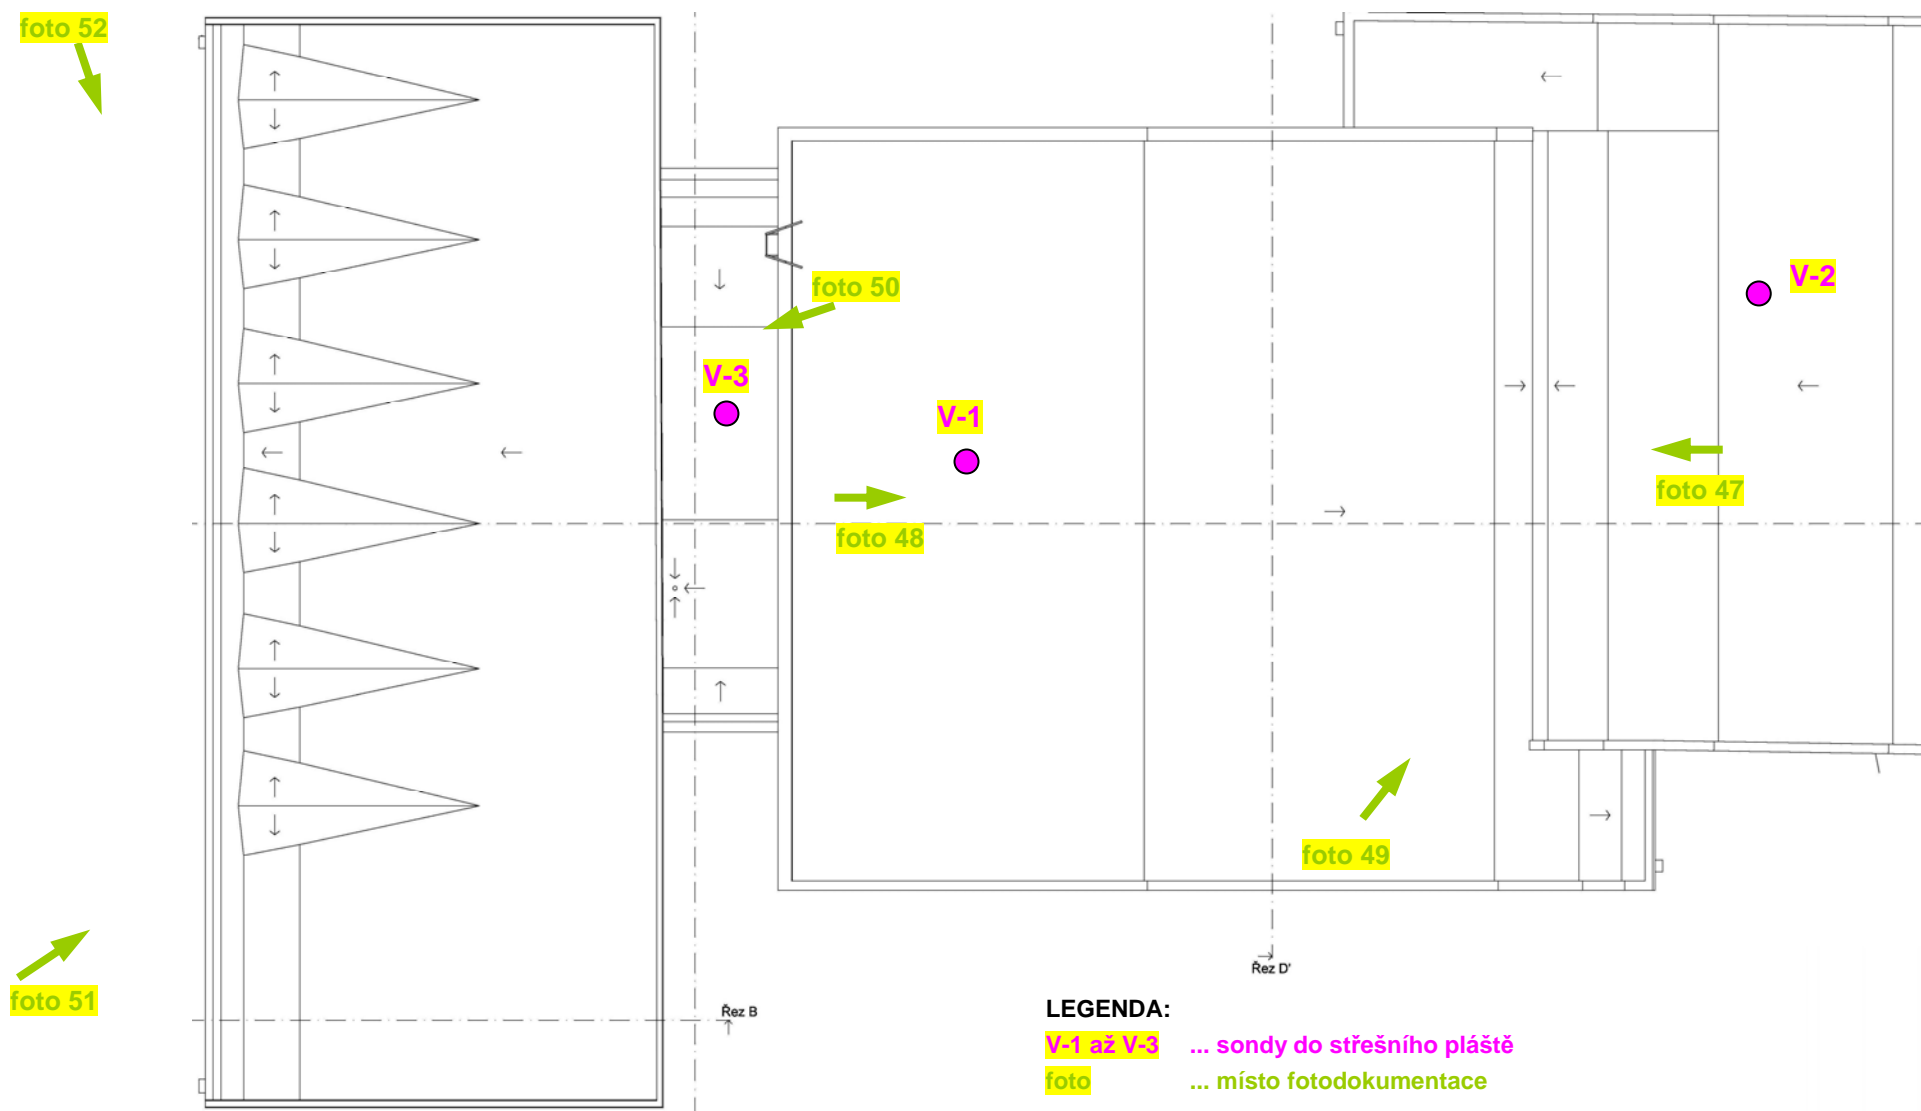 foto 52
foto 50
V-2
V-3
V-1
foto 47
foto 48
foto 49
Řez D'
foto 51
Řez B
LEGENDA:
V-1 až V-3 ... sondy do střešního pláště
foto ... místo fotodokumentace